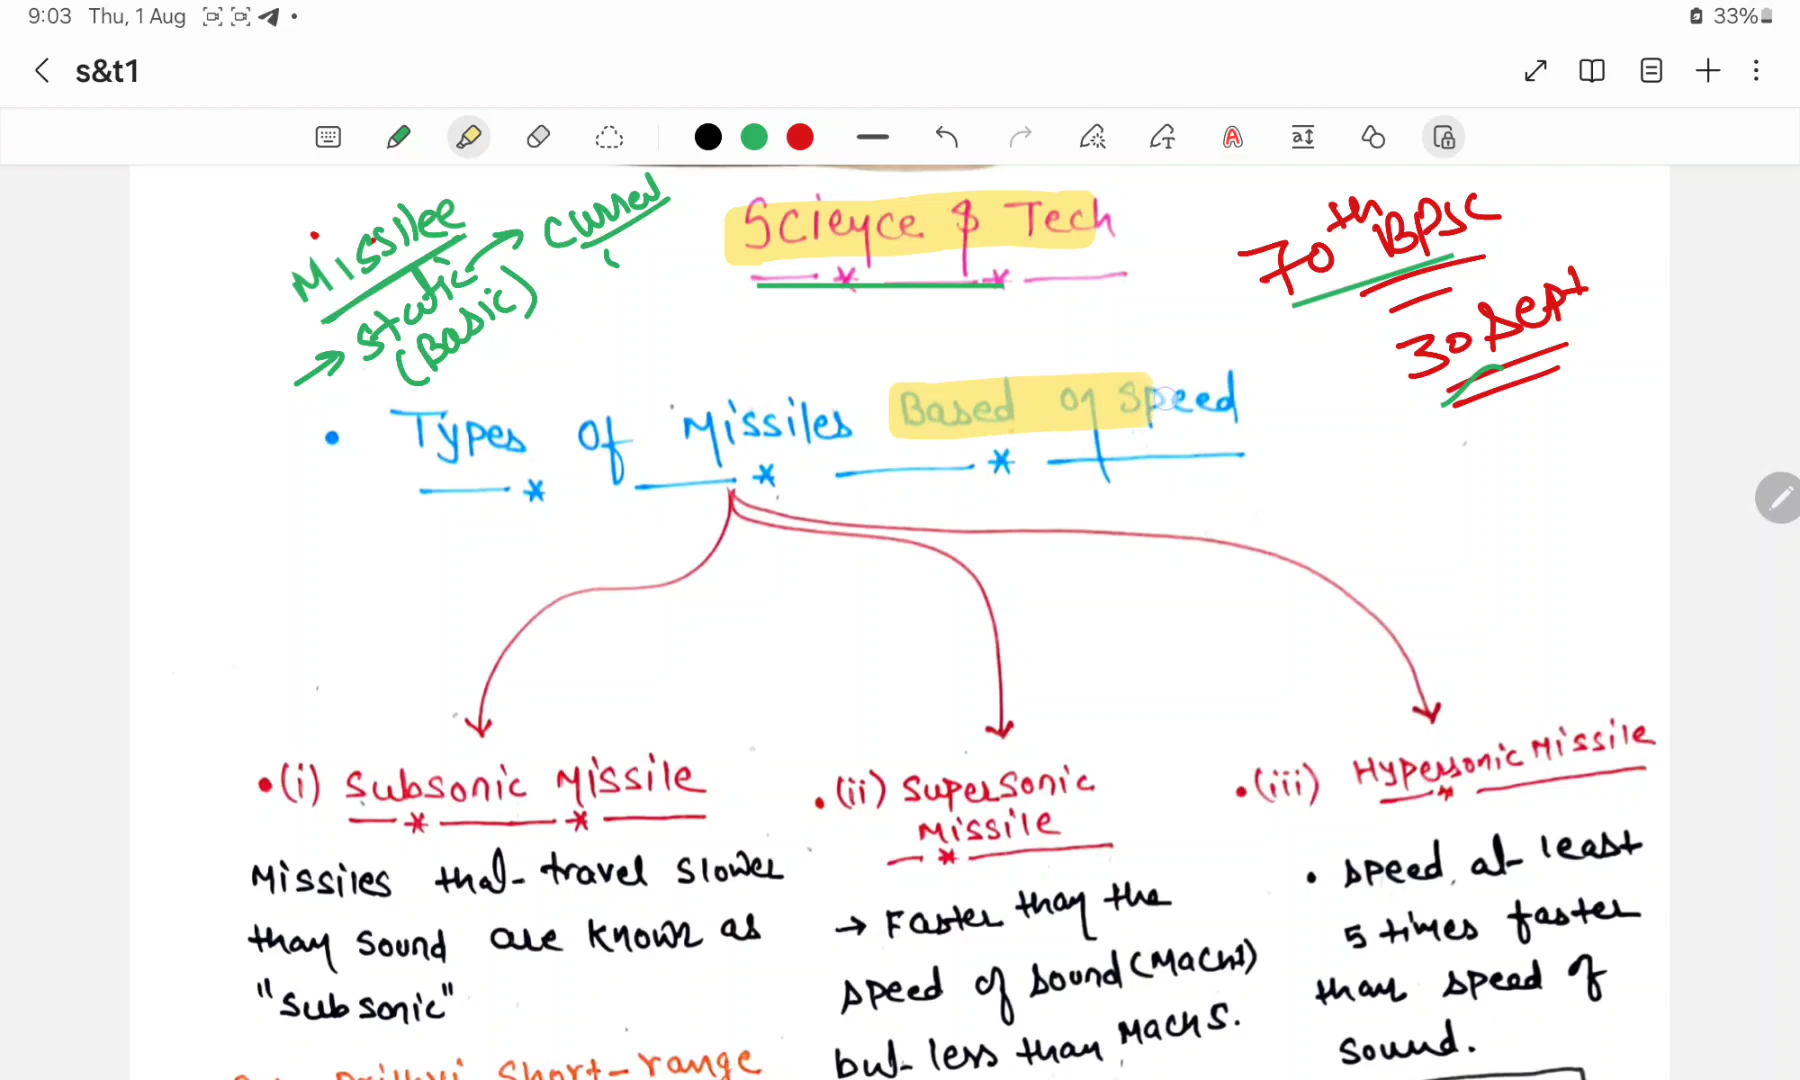 9:03 Thu, 1 Aug
33%
s&t1
Science & Tech
Missilee
→ Static → Current
(Basic)
70th BPSC
30 Sept
• Types of Missiles Based on Speed
• (i) Subsonic Missile
Missiles that travel slower
than sound are known as
"Subsonic"
Prithvi short-range
• (ii) Supersonic
Missile
→ Faster than the
speed of sound (Mach1)
but less than Mach5.
• (iii) Hypersonic Missile
• speed at least
5 times faster
than speed of
sound.